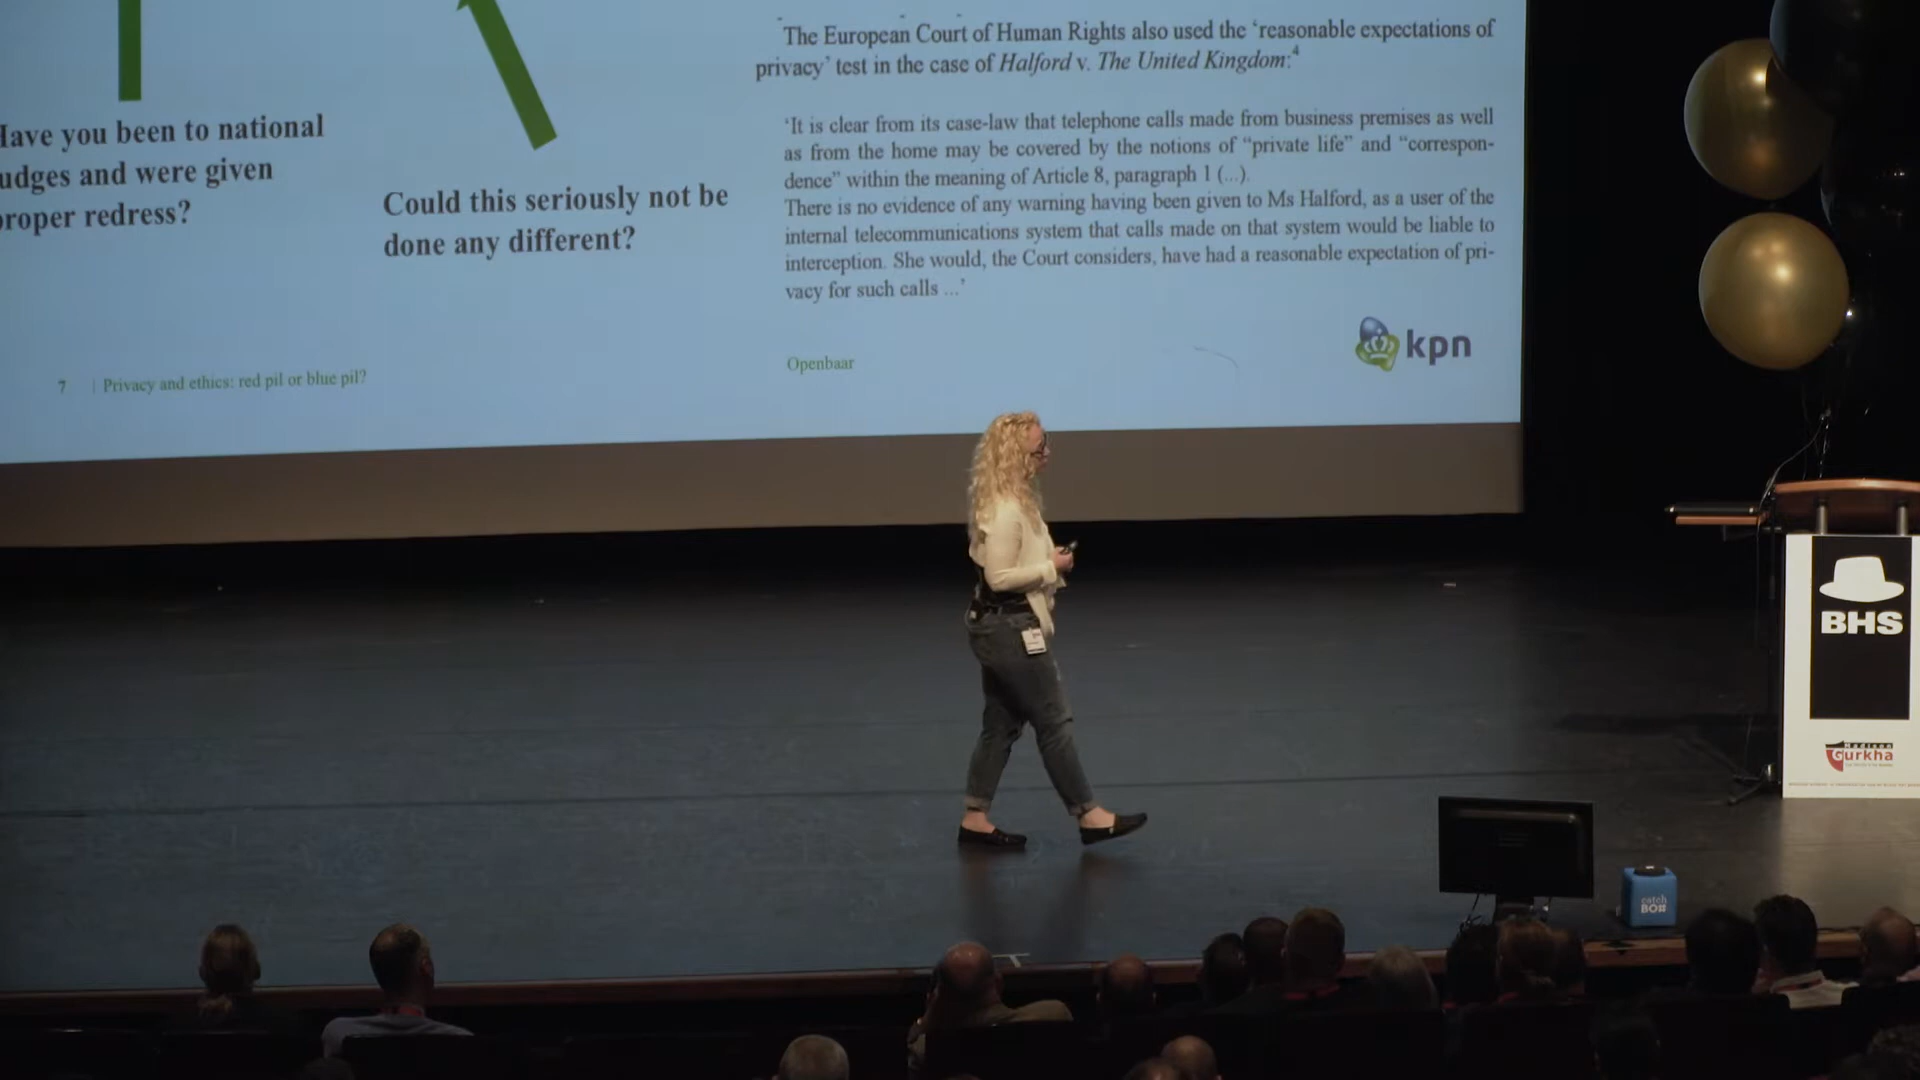 The European Court of Human Rights also used the ‘reasonable expectations of
privacy’ test in the case of Halford v. The United Kingdom:4
‘It is clear from its case-law that telephone calls made from business premises as well
as from the home may be covered by the notions of “private life” and “correspon-
dence” within the meaning of Article 8, paragraph 1 (...).
There is no evidence of any warning having been given to Ms Halford, as a user of the
internal telecommunications system that calls made on that system would be liable to
interception. She would, the Court considers, have had a reasonable expectation of pri-
vacy for such calls ...’
Have you been to national
udges and were given
proper redress?
Could this seriously not be
done any different?
7 | Privacy and ethics: red pil or blue pil?
Openbaar
kpn
BHS
Madison
Gurkha
catch
BOX